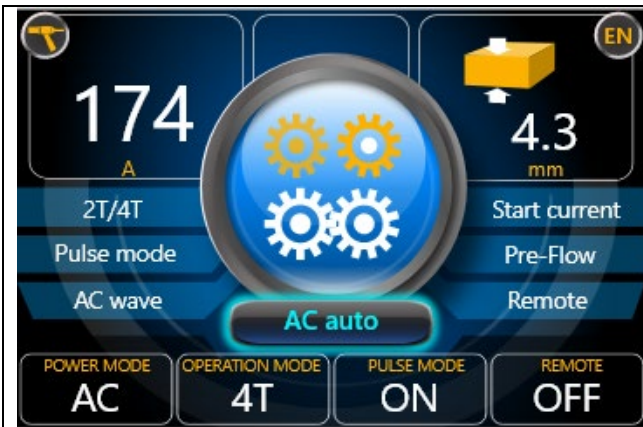 EN
174
A
4.3
mm
2T/4T
Start current
Pulse mode
Pre-Flow
AC wave
Remote
AC auto
POWER MODE OPERATION MODE PULSE MODE REMOTE
AC 4T ON OFF